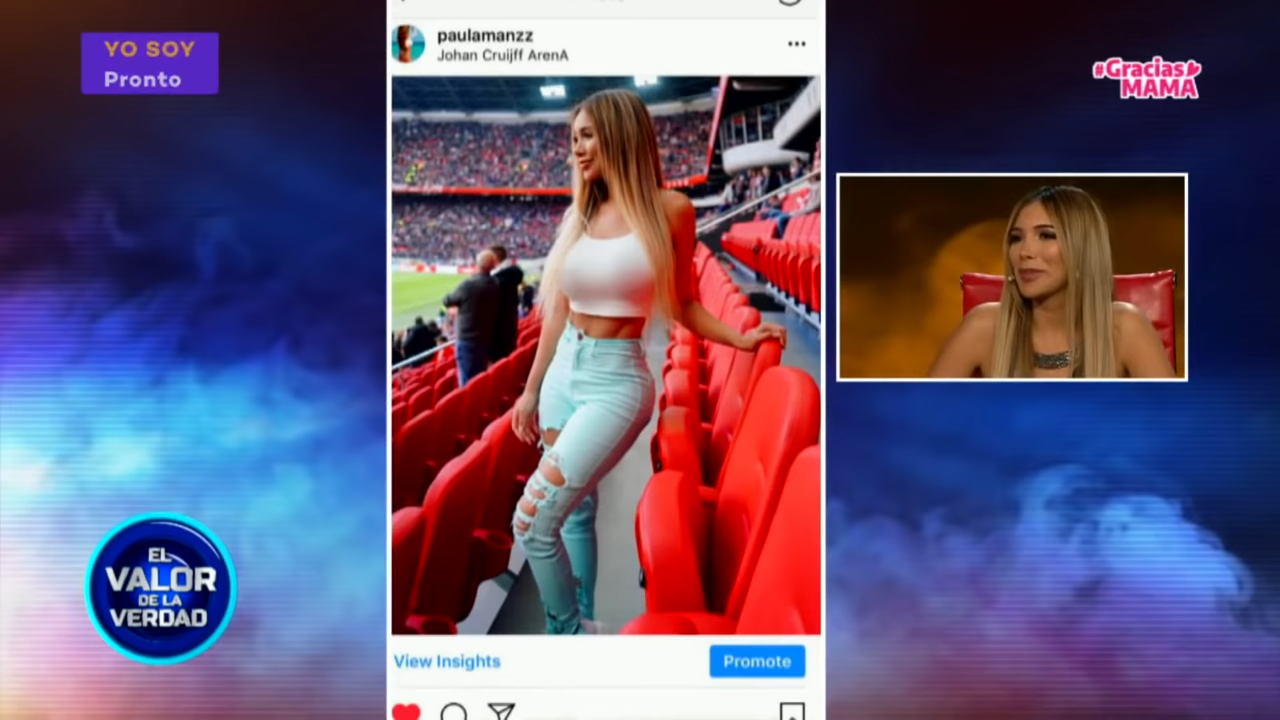 YO SOY
Pronto
paulamanzz
Johan Cruijff ArenA
#Gracias
MAMA
EL
VALOR
DE LA
VERDAD
View Insights
Promote